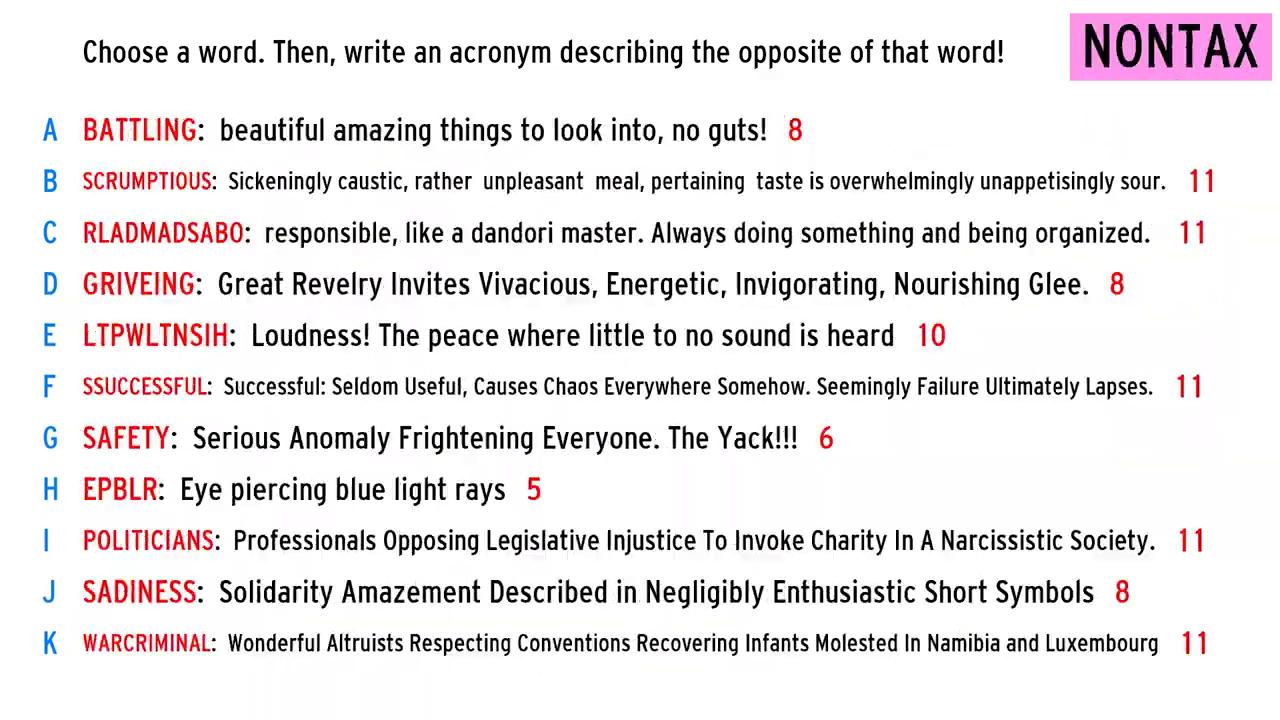 Choose a word. Then, write an acronym describing the opposite of that word!
NONTAX
A BATTLING: beautiful amazing things to look into, no guts! 8
B SCRUMPTIOUS: Sickeningly caustic, rather unpleasant meal, pertaining taste is overwhelmingly unappetisingly sour. 11
C RLADMADSABO: responsible, like a dandori master. Always doing something and being organized. 11
D GRIVEING: Great Revelry Invites Vivacious, Energetic, Invigorating, Nourishing Glee. 8
E LTPWLTNSIH: Loudness! The peace where little to no sound is heard 10
F SSUCCESSFUL: Successful: Seldom Useful, Causes Chaos Everywhere Somehow. Seemingly Failure Ultimately Lapses. 11
G SAFETY: Serious Anomaly Frightening Everyone. The Yack!!! 6
H EPBLR: Eye piercing blue light rays 5
I POLITICIANS: Professionals Opposing Legislative Injustice To Invoke Charity In A Narcissistic Society. 11
J SADINESS: Solidarity Amazement Described in Negligibly Enthusiastic Short Symbols 8
K WARCRIMINAL: Wonderful Altruists Respecting Conventions Recovering Infants Molested In Namibia and Luxembourg 11